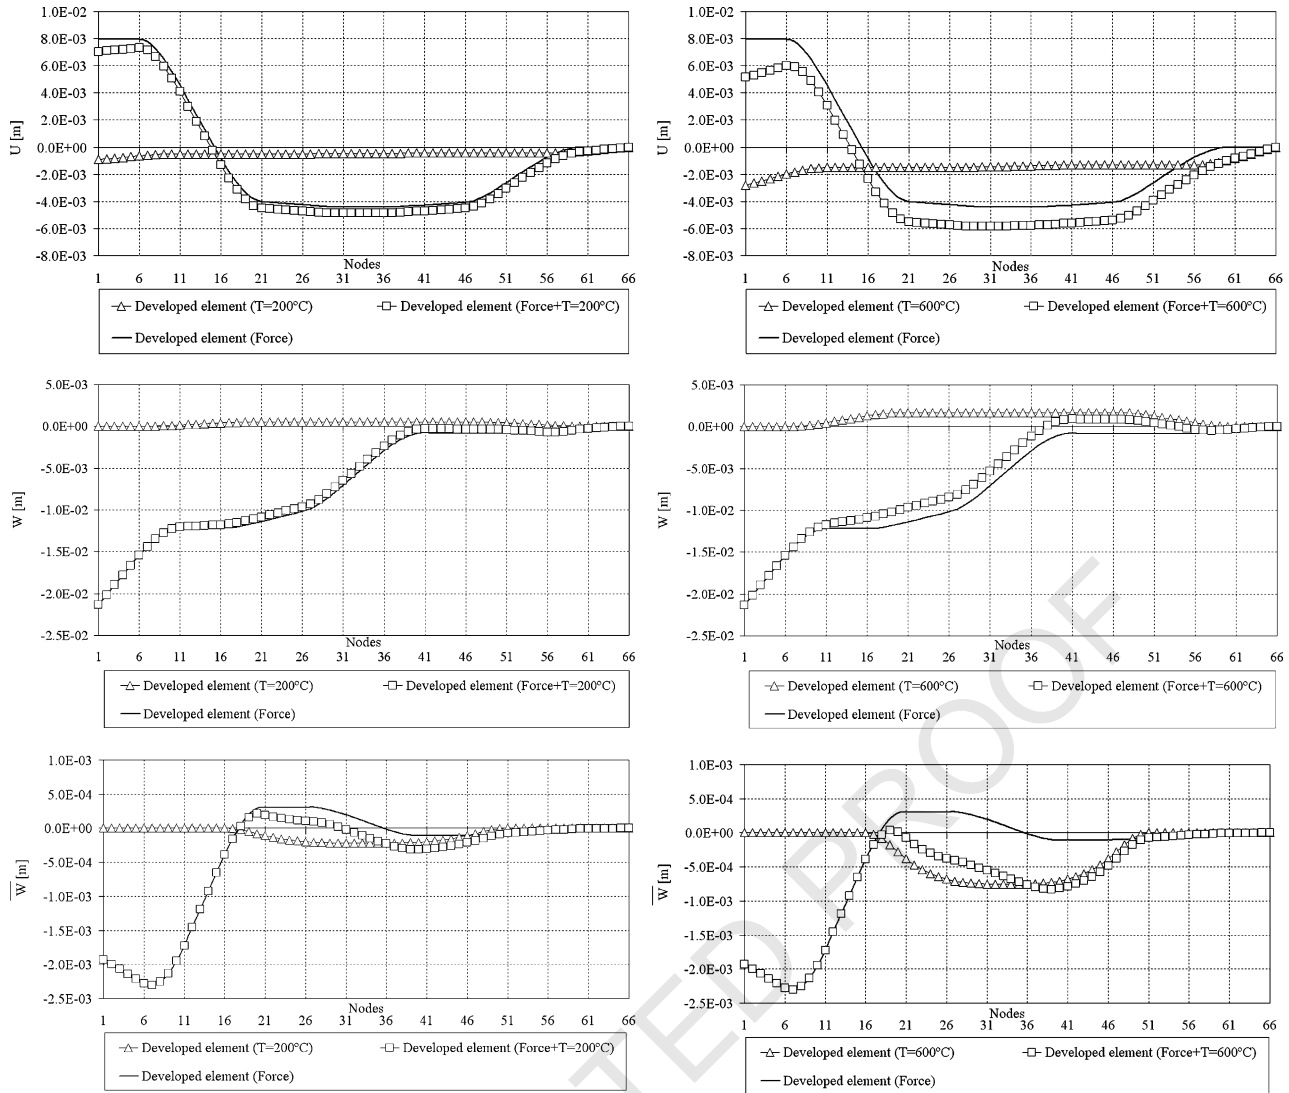 1.0E-02
8.0E-03
6.0E-03
4.0E-03
2.0E-03
0.0E+00
-2.0E-03
-4.0E-03
-6.0E-03
-8.0E-03
U [m]
Nodes
1 6 11 16 21 26 31 36 41 46 51 56 61 66
Developed element (T=200°C) Developed element (Force+T=200°C)
Developed element (Force)
1.0E-02
8.0E-03
6.0E-03
4.0E-03
2.0E-03
0.0E+00
-2.0E-03
-4.0E-03
-6.0E-03
-8.0E-03
U [m]
Nodes
1 6 11 16 21 26 31 36 41 46 51 56 61 66
Developed element (T=600°C) Developed element (Force+T=600°C)
Developed element (Force)
5.0E-03
0.0E+00
-5.0E-03
-1.0E-02
-1.5E-02
-2.0E-02
-2.5E-02
W [m]
Nodes
1 6 11 16 21 26 31 36 41 46 51 56 61 66
Developed element (T=200°C) Developed element (Force+T=200°C)
Developed element (Force)
5.0E-03
0.0E+00
-5.0E-03
-1.0E-02
-1.5E-02
-2.0E-02
-2.5E-02
W [m]
Nodes
1 6 11 16 21 26 31 36 41 46 51 56 61 66
Developed element (T=600°C) Developed element (Force+T=600°C)
Developed element (Force)
1.0E-03
5.0E-04
0.0E+00
-5.0E-04
-1.0E-03
-1.5E-03
-2.0E-03
-2.5E-03
W̅ [m]
Nodes
1 6 11 16 21 26 31 36 41 46 51 56 61 66
Developed element (T=200°C) Developed element (Force+T=200°C)
Developed element (Force)
1.0E-03
5.0E-04
0.0E+00
-5.0E-04
-1.0E-03
-1.5E-03
-2.0E-03
-2.5E-03
W̅ [m]
Nodes
1 6 11 16 21 26 31 36 41 46 51 56 61 66
Developed element (T=600°C) Developed element (Force+T=600°C)
Developed element (Force)
TED PROOF